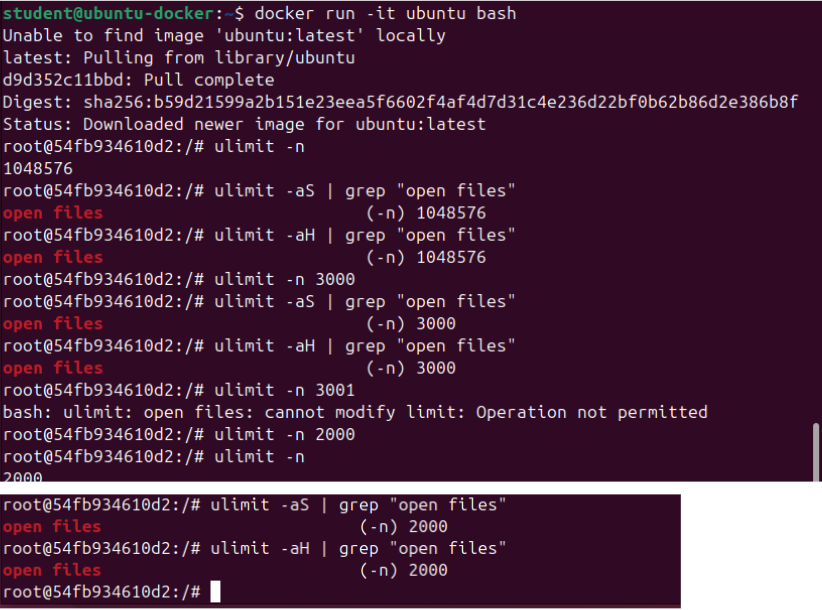 student@ubuntu-docker:~$ docker run -it ubuntu bash
Unable to find image 'ubuntu:latest' locally
latest: Pulling from library/ubuntu
d9d352c11bbd: Pull complete
Digest: sha256:b59d21599a2b151e23eea5f6602f4af4d7d31c4e236d22bf0b62b86d2e386b8f
Status: Downloaded newer image for ubuntu:latest
root@54fb934610d2:/# ulimit -n
1048576
root@54fb934610d2:/# ulimit -aS | grep "open files"
open files                          (-n) 1048576
root@54fb934610d2:/# ulimit -aH | grep "open files"
open files                          (-n) 1048576
root@54fb934610d2:/# ulimit -n 3000
root@54fb934610d2:/# ulimit -aS | grep "open files"
open files                          (-n) 3000
root@54fb934610d2:/# ulimit -aH | grep "open files"
open files                          (-n) 3000
root@54fb934610d2:/# ulimit -n 3001
bash: ulimit: open files: cannot modify limit: Operation not permitted
root@54fb934610d2:/# ulimit -n 2000
root@54fb934610d2:/# ulimit -n
2000
root@54fb934610d2:/# ulimit -aS | grep "open files"
open files                          (-n) 2000
root@54fb934610d2:/# ulimit -aH | grep "open files"
open files                          (-n) 2000
root@54fb934610d2:/#